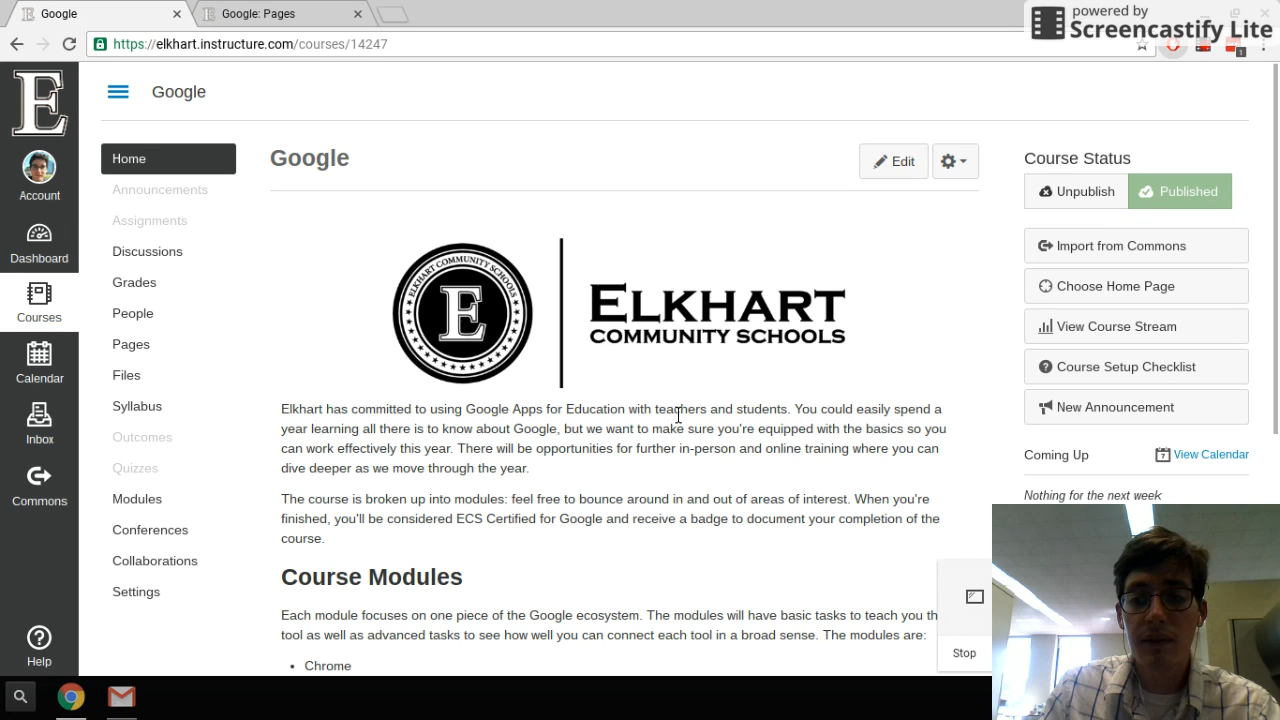 Google
Google: Pages
powered by
Screencastify Lite
https://elkhart.instructure.com/courses/14247
1
E
Account
Dashboard
Courses
Calendar
Inbox
Commons
Help
Google
Home
Announcements
Assignments
Discussions
Grades
People
Pages
Files
Syllabus
Outcomes
Quizzes
Modules
Conferences
Collaborations
Settings
Google
Edit
ELKHART COMMUNITY SCHOOLS
E
ELKHART
COMMUNITY SCHOOLS
Elkhart has committed to using Google Apps for Education with teachers and students. You could easily spend a
year learning all there is to know about Google, but we want to make sure you're equipped with the basics so you
can work effectively this year. There will be opportunities for further in-person and online training where you can
dive deeper as we move through the year.
The course is broken up into modules: feel free to bounce around in and out of areas of interest. When you're
finished, you'll be considered ECS Certified for Google and receive a badge to document your completion of the
course.
Course Modules
Each module focuses on one piece of the Google ecosystem. The modules will have basic tasks to teach you th
tool as well as advanced tasks to see how well you can connect each tool in a broad sense. The modules are:
• Chrome
Course Status
Unpublish
Published
Import from Commons
Choose Home Page
View Course Stream
Course Setup Checklist
New Announcement
Coming Up
7
View Calendar
Nothing for the next week
Stop